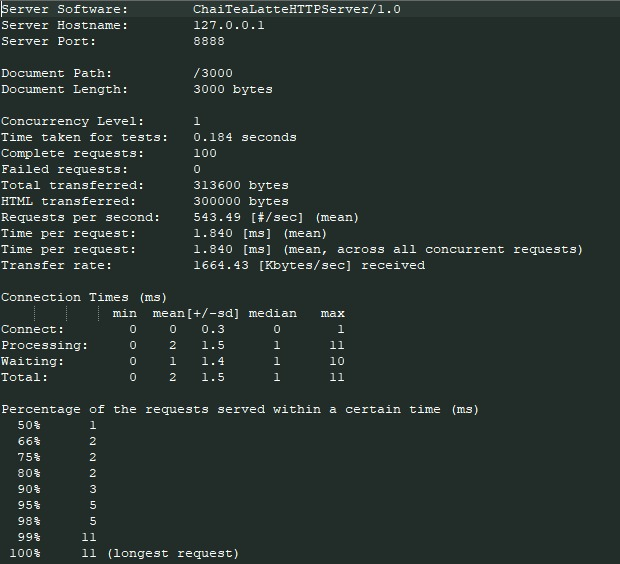 Server Software:        ChaiTeaLatteHTTPServer/1.0
Server Hostname:        127.0.0.1
Server Port:            8888

Document Path:          /3000
Document Length:        3000 bytes

Concurrency Level:      1
Time taken for tests:   0.184 seconds
Complete requests:      100
Failed requests:        0
Total transferred:      313600 bytes
HTML transferred:       300000 bytes
Requests per second:    543.49 [#/sec] (mean)
Time per request:       1.840 [ms] (mean)
Time per request:       1.840 [ms] (mean, across all concurrent requests)
Transfer rate:          1664.43 [Kbytes/sec] received

Connection Times (ms)
              min  mean[+/-sd] median   max
Connect:        0    0   0.3      0       1
Processing:     0    2   1.5      1      11
Waiting:        0    1   1.4      1      10
Total:          0    2   1.5      1      11

Percentage of the requests served within a certain time (ms)
  50%      1
  66%      2
  75%      2
  80%      2
  90%      3
  95%      5
  98%      5
  99%     11
 100%     11 (longest request)